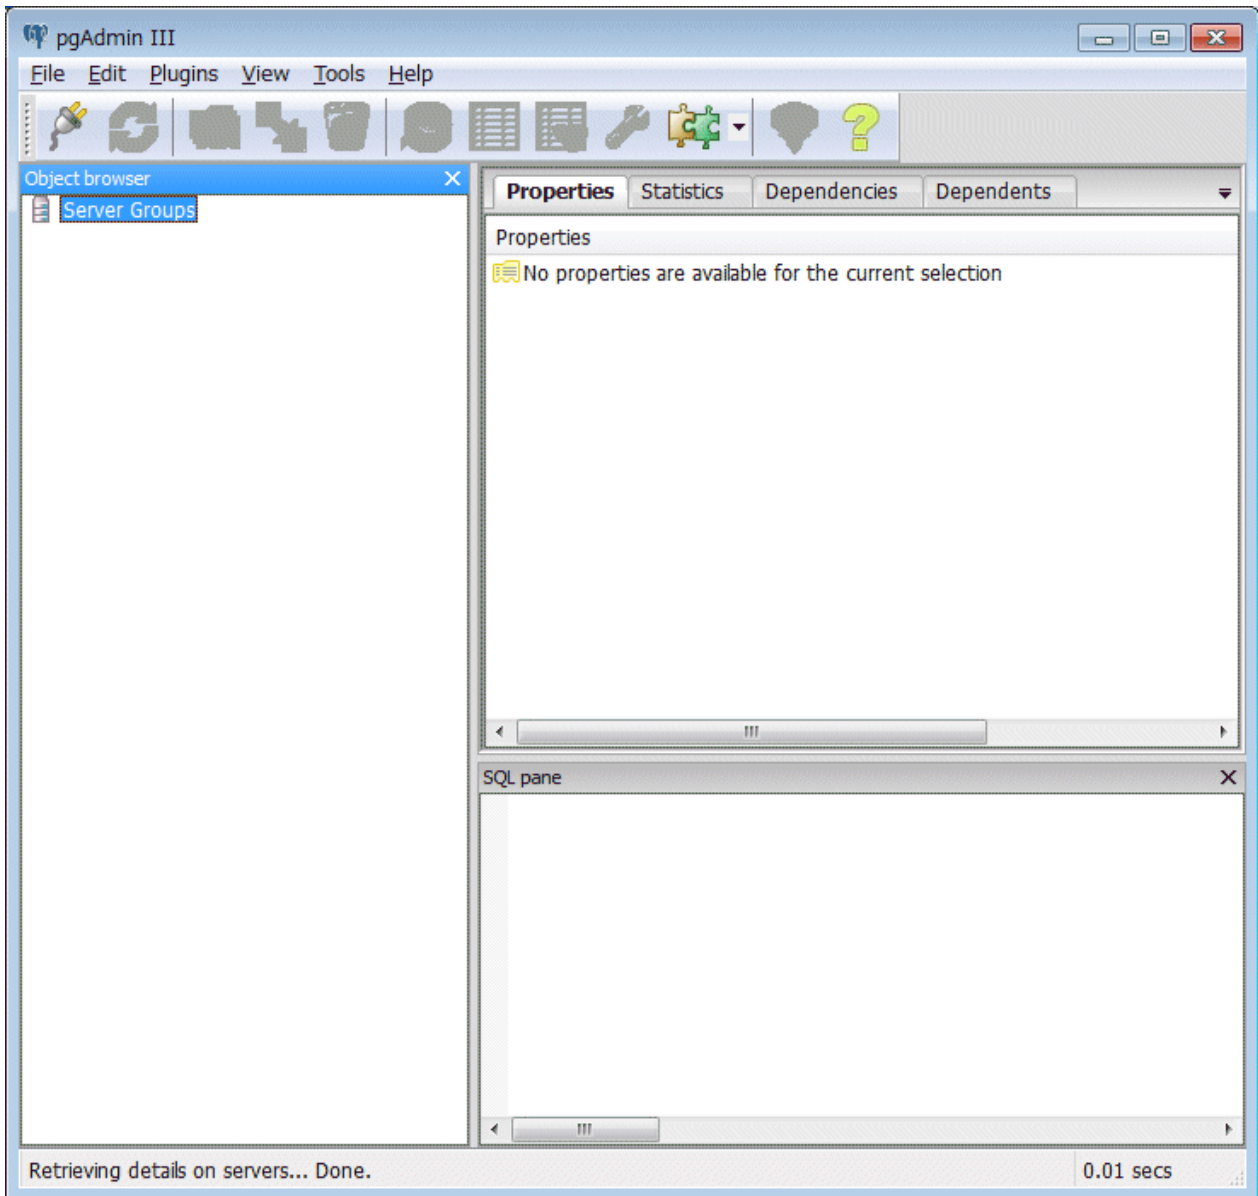 pgAdmin III
File Edit Plugins View Tools Help
Object browser
Server Groups
Properties Statistics Dependencies Dependents
Properties
No properties are available for the current selection
SQL pane
Retrieving details on servers... Done. 0.01 secs